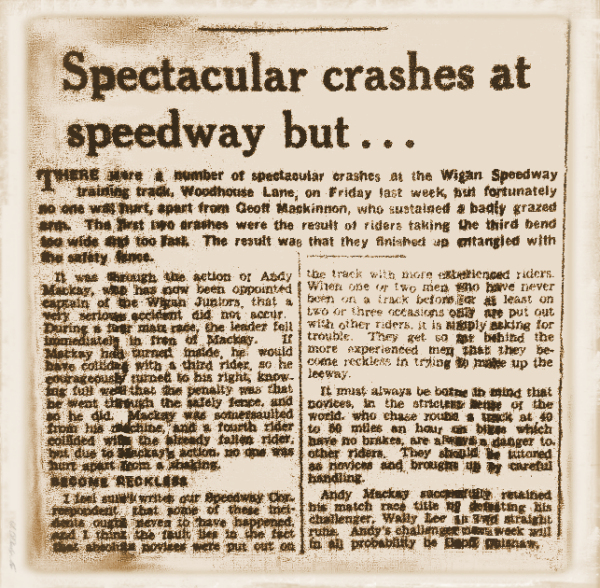 Spectacular crashes at
speedway but . . .
THERE were a number of spectacular crashes at the Wigan Speedway
training track, Woodhouse Lane, on Friday last week, but fortunately
no one was hurt, apart from Geoff Mackinnon, who sustained a badly grazed
arm. The first two crashes were the result of riders taking the third bend
too wide and too fast. The result was that they finished up entangled with
the safety fence.
It was through the action of Andy
Mackay, who has now been appointed
captain of the Wigan Juniors, that a
very serious accident did not occur.
During a four man race, the leader fell
immediately in fron of Mackay. If
Mackay had turned inside, he would
have collided with a third rider, so he
courageously turned to his right, know-
ing full well that the penalty was that
he went through the safety fence, and
so he did. Mackay was somersaulted
from his machine, and a fourth rider
collided with the already fallen rider,
but due to Mackay's action, no one was
hurt apart from a shaking.
BECOME RECKLESS
I feel sure, writes our Speedway Cor-
respondent, that some of these inci-
dents ought never to have happened,
and I think the fault lies in the fact
that absolute novises were put out on
the track with more experienced riders.
When one or two men who have never
been on a track before or at least on
two or three occasions only are put out
with other riders, it is simply asking for
trouble. They get so far behind the
more experienced men that they be-
come reckless in trying to make up the
leeway.
It must always be borne in mind that
novices, in the strictest sense of the
world, who chase round a track at 40
to 50 miles an hour on bikes which
have no brakes, are always a danger to
other riders. They should be tutored
as novices and brought up by careful
handling.
Andy Mackay successfully retained
his match race title by defeating his
challenger, Wally Lee in two straight
runs. Andy's challenger next week will
in all probability be